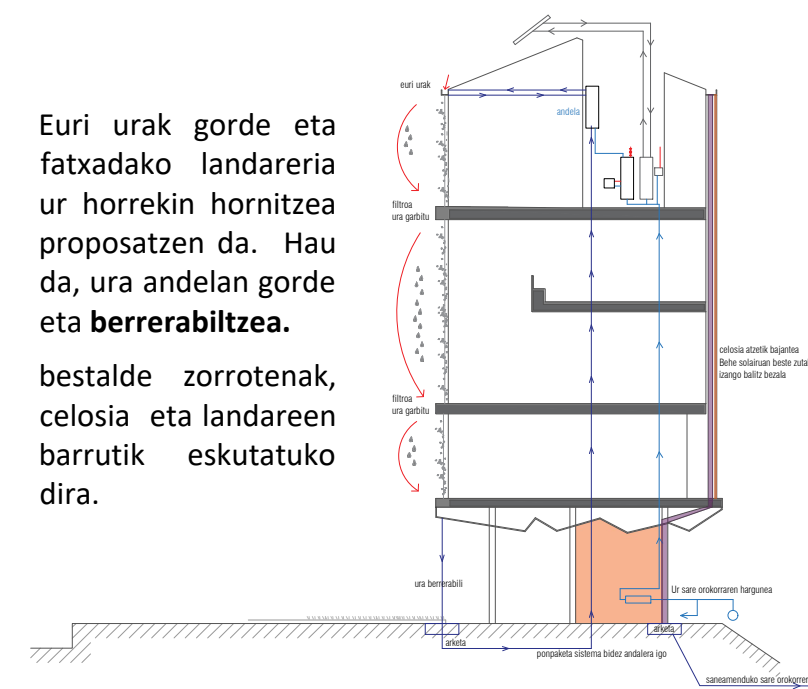 Euri urak gorde eta
fatxadako landareria
ur horrekin hornitzea
proposatzen da. Hau
da, ura andelan gorde
eta berrerabiltzea.
bestalde zorrotenak,
celosia eta landareen
barrutik eskutatuko
dira.
euri urak
andela
filtroa
ura garbitu
celosia atzetik bajantea
Behe solairuan beste zuta
izango balitz bezala
filtroa
ura garbitu
ura berrerabili
Ur sare orokorraren hargunea
arketa
arketa
ponpaketa sistema bidez andalera igo
saneamenduko sare orokorrer